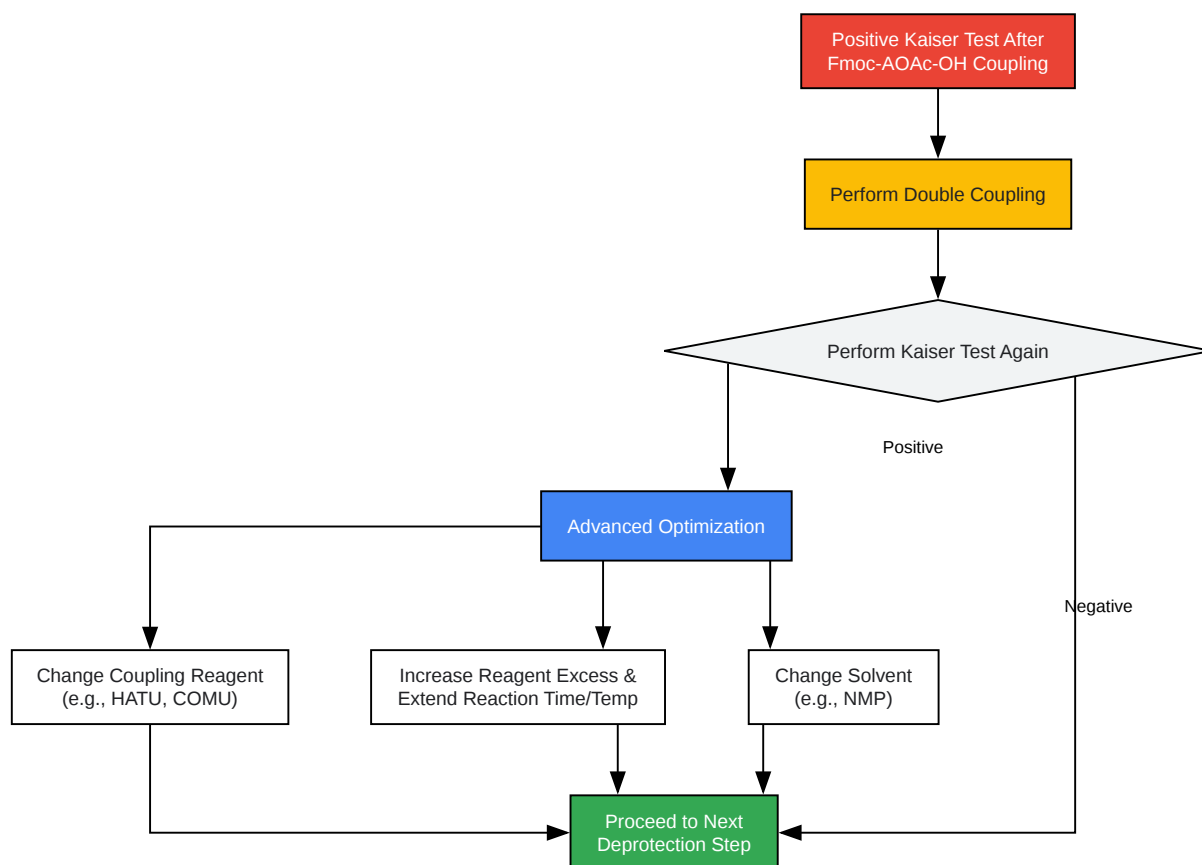 Positive Kaiser Test After
Fmoc-AOAc-OH Coupling
Perform Double Coupling
Perform Kaiser Test Again
Positive
Advanced Optimization
Negative
Change Coupling Reagent
(e.g., HATU, COMU)
Increase Reagent Excess &
Extend Reaction Time/Temp
Change Solvent
(e.g., NMP)
Proceed to Next
Deprotection Step